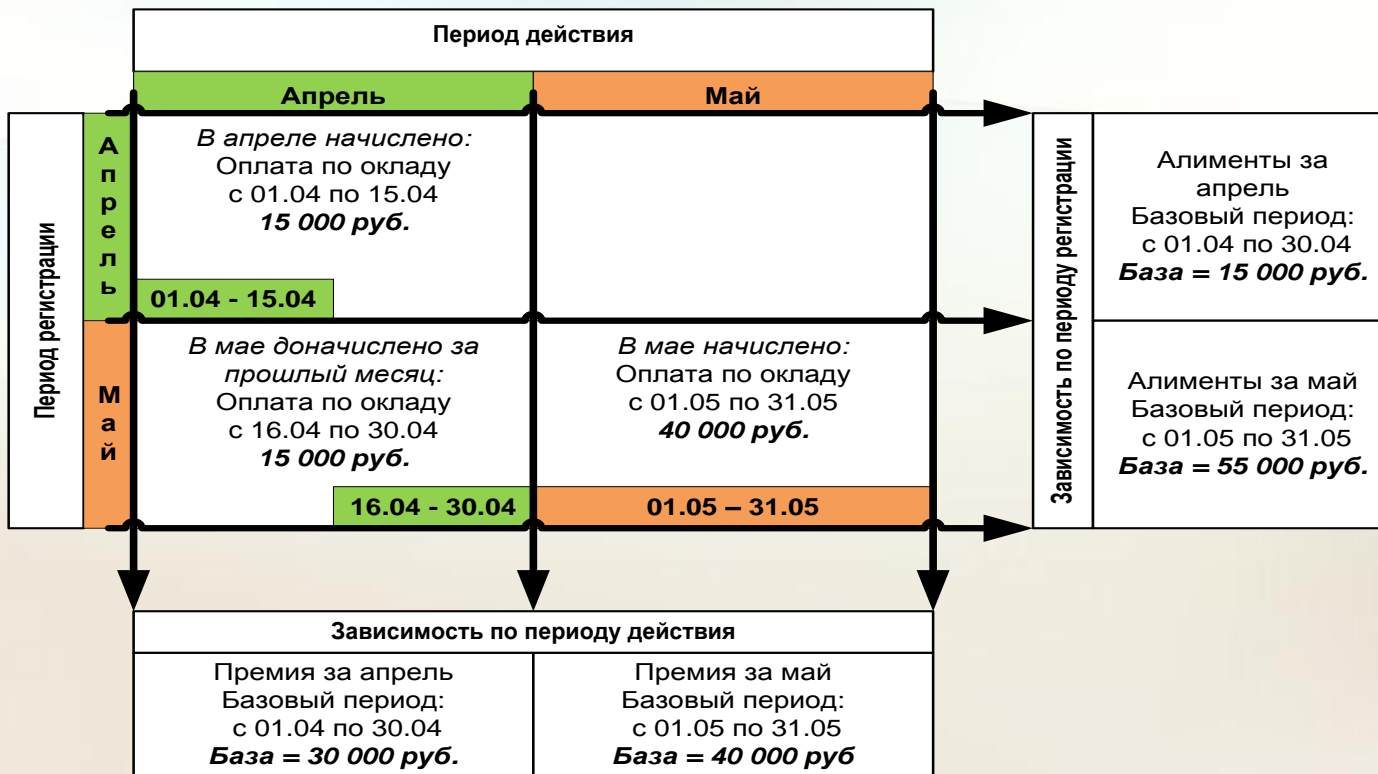 Период действия
Апрель
Май
Период регистрации
Апрель
В апреле начислено:
Оплата по окладу
с 01.04 по 15.04
15 000 руб.
01.04 - 15.04
Май
В мае доначислено за
прошлый месяц:
Оплата по окладу
с 16.04 по 30.04
15 000 руб.
16.04 - 30.04
В мае начислено:
Оплата по окладу
с 01.05 по 31.05
40 000 руб.
01.05 – 31.05
Зависимость по периоду регистрации
Алименты за
апрель
Базовый период:
с 01.04 по 30.04
База = 15 000 руб.
Алименты за май
Базовый период:
с 01.05 по 31.05
База = 55 000 руб.
Зависимость по периоду действия
Премия за апрель
Базовый период:
с 01.04 по 30.04
База = 30 000 руб.
Премия за май
Базовый период:
с 01.05 по 31.05
База = 40 000 руб